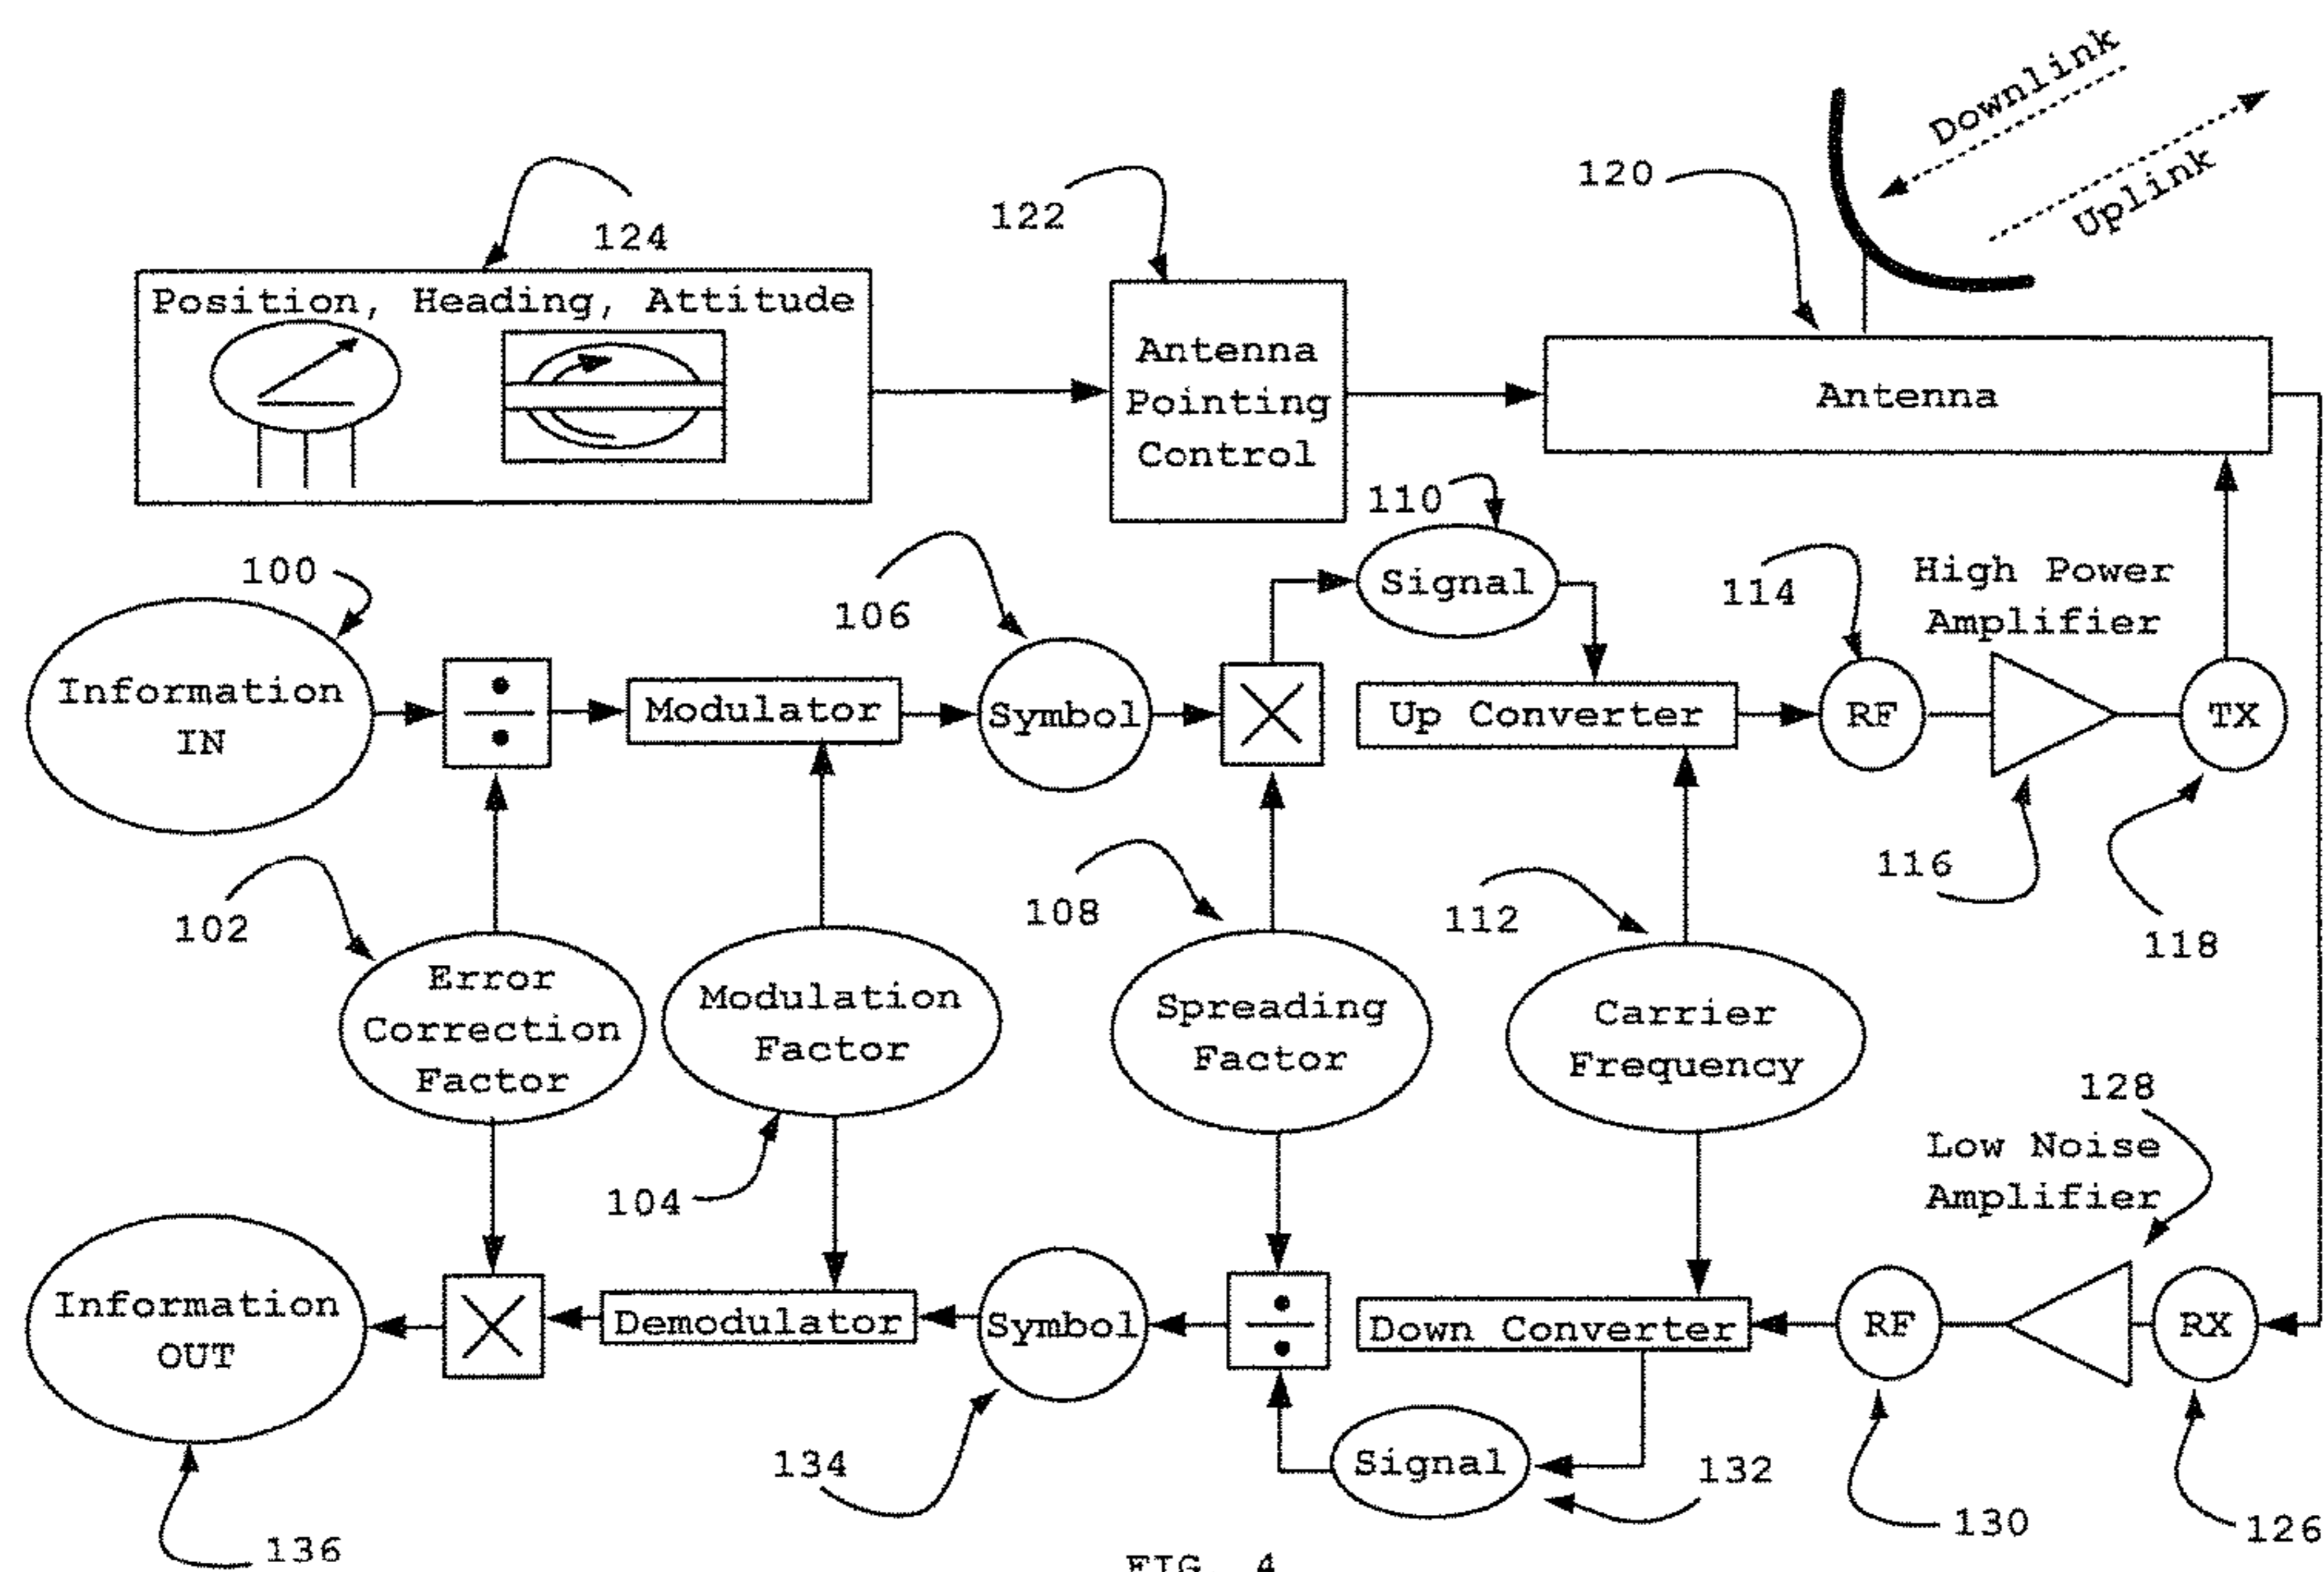 Downlink
Uplink
120
122
124
Position, Heading, Attitude
Antenna
Pointing
Control
Antenna
110
Signal
100
106
114
High Power
Amplifier
Information
IN
Modulator
Symbol
Up Converter
RF
TX
116
102
108
112
118
Error
Correction
Factor
Modulation
Factor
Spreading
Factor
Carrier
Frequency
128
Low Noise
Amplifier
104
Information
OUT
Demodulator
Symbol
Down Converter
RF
RX
134
Signal
132
130
126
136
FIG. 4